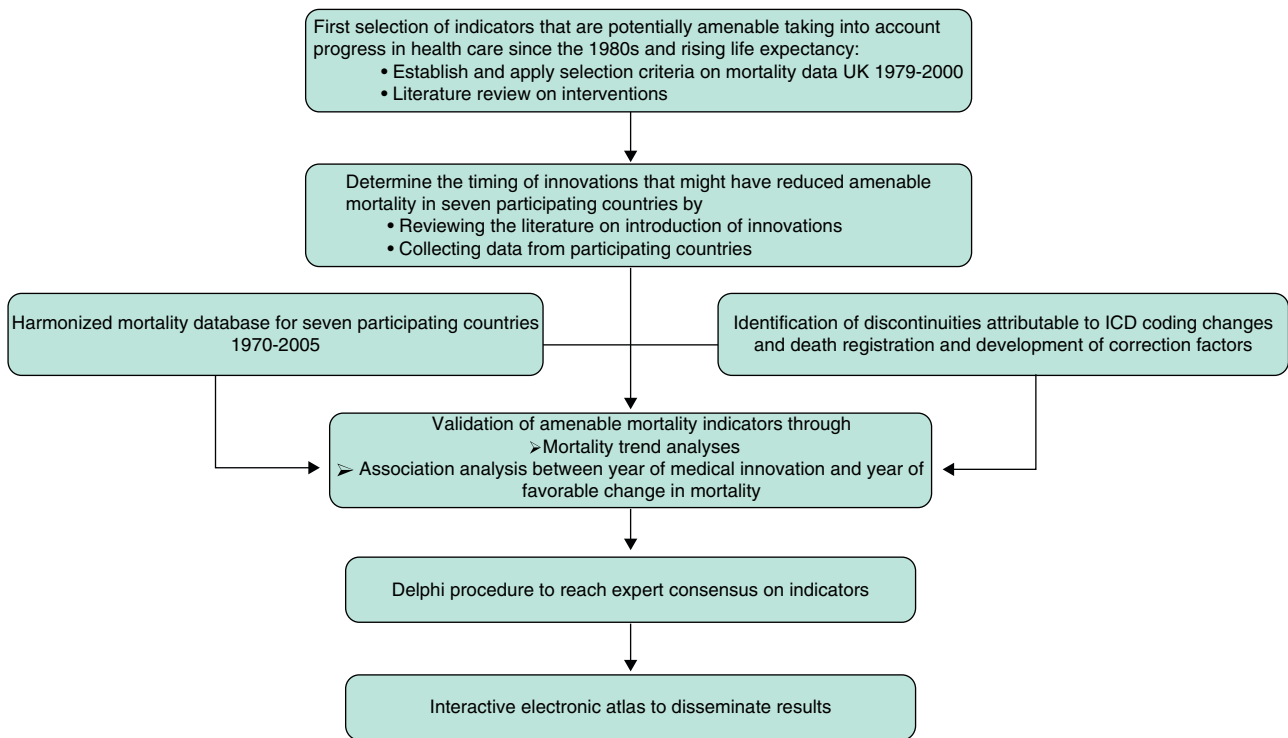 First selection of indicators that are potentially amenable taking into account
progress in health care since the 1980s and rising life expectancy:
• Establish and apply selection criteria on mortality data UK 1979-2000
• Literature review on interventions
Determine the timing of innovations that might have reduced amenable
mortality in seven participating countries by
• Reviewing the literature on introduction of innovations
• Collecting data from participating countries
Harmonized mortality database for seven participating countries
1970-2005
Identification of discontinuities attributable to ICD coding changes
and death registration and development of correction factors
Validation of amenable mortality indicators through
➢Mortality trend analyses
➢ Association analysis between year of medical innovation and year of
favorable change in mortality
Delphi procedure to reach expert consensus on indicators
Interactive electronic atlas to disseminate results